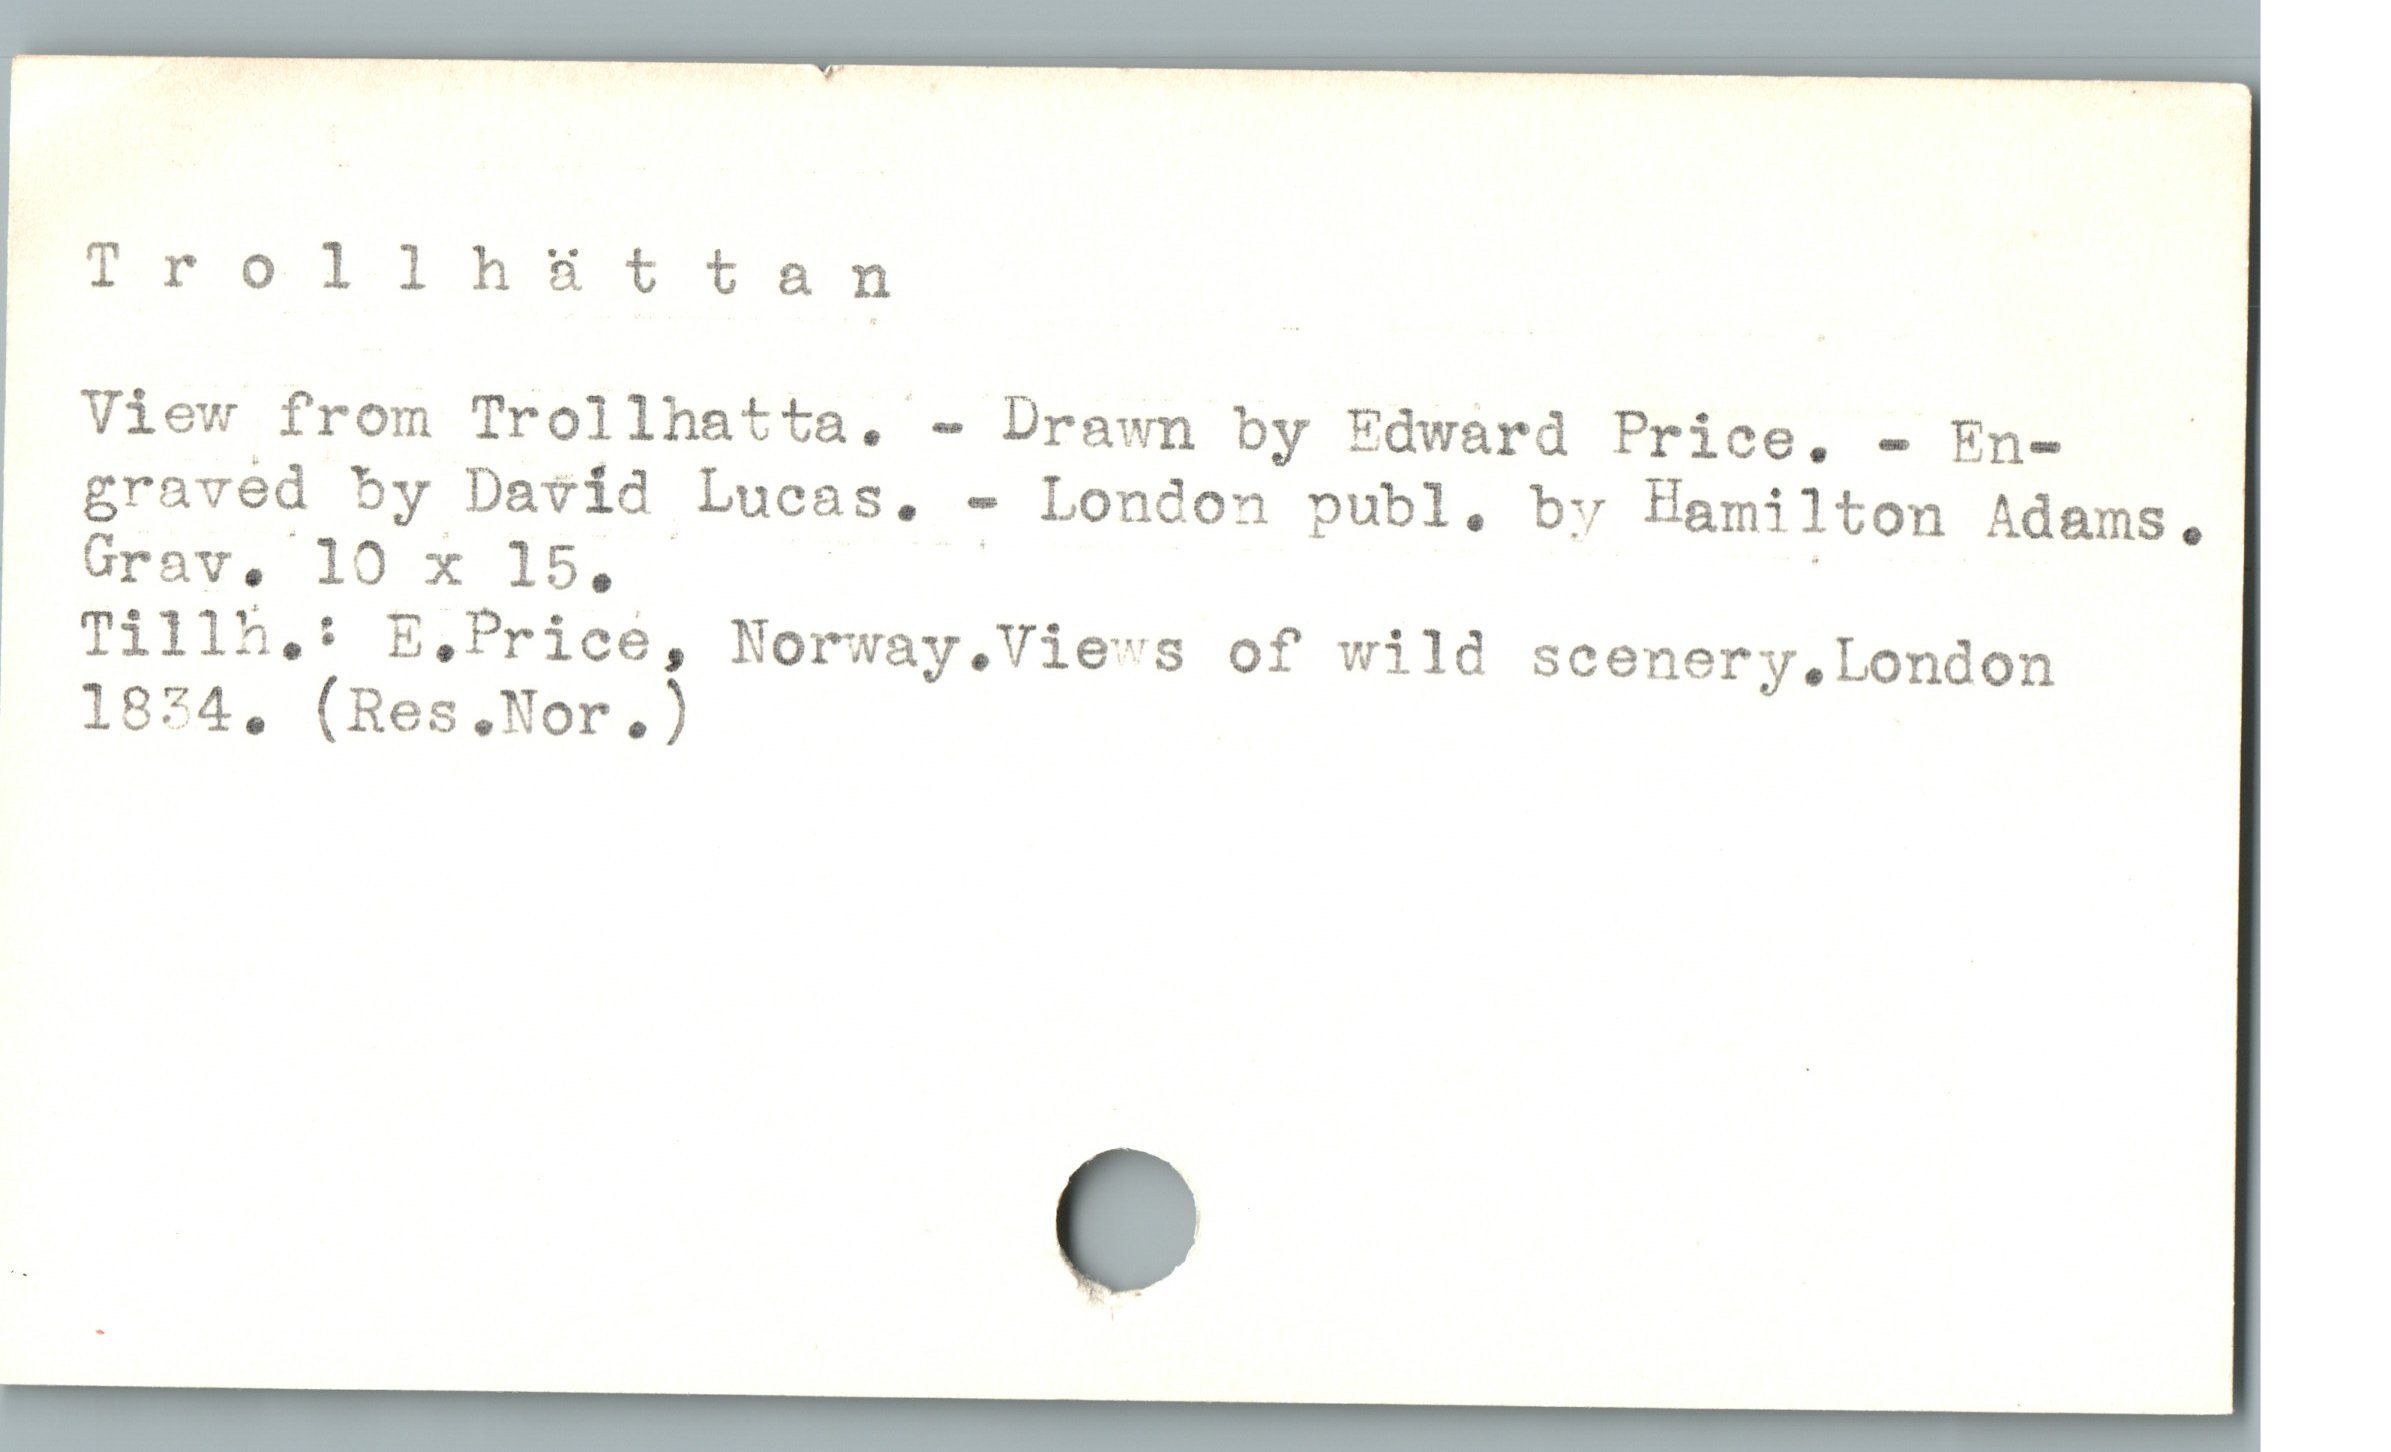 T r o l l h ä t t a n
View from Trollhatta. - Drawn by Edward Price. - En-
graved by David Lucas. - London publ. by Hamilton Adams.
Grav. 10 x 15.
Tillh.: E.Price, Norway.Views of wild scenery.London
1834. (Res.Nor.)